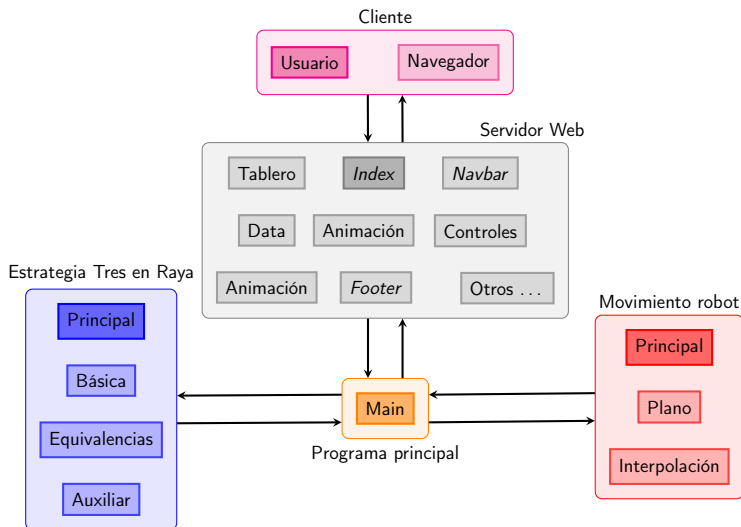 Cliente
Usuario
Navegador
Servidor Web
Tablero
Index
Navbar
Data
Animación
Controles
Animación
Footer
Otros ...
Estrategia Tres en Raya
Principal
Básica
Equivalencias
Auxiliar
Main
Programa principal
Movimiento robot
Principal
Plano
Interpolación